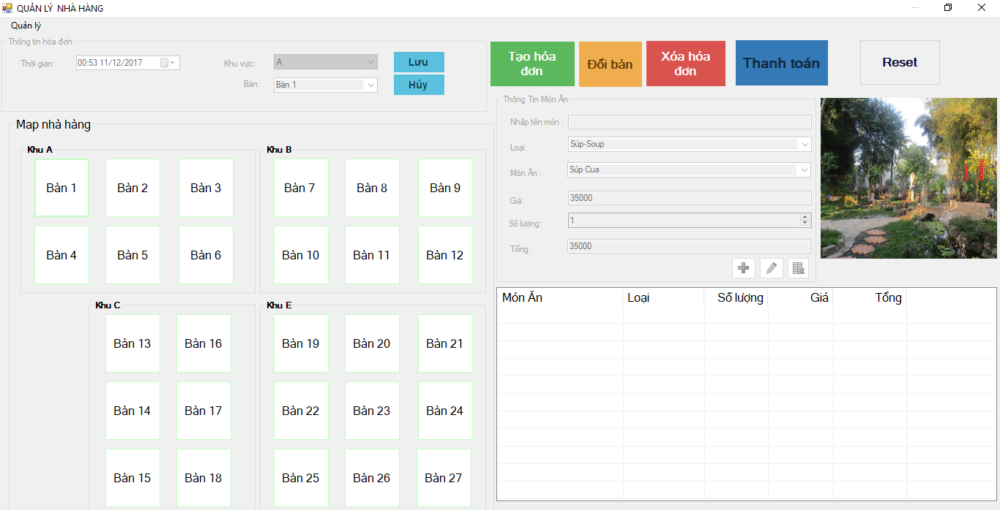 QUẢN LÝ NHÀ HÀNG
Quản lý
Thông tin hóa đơn
Thời gian:
00:53 11/12/2017
Khu vực:
A
Bàn:
Bàn 1
Lưu
Hủy
Tạo hóa
đơn
Đổi bàn
Xóa hóa
đơn
Thanh toán
Reset
Map nhà hàng
Khu A
Bàn 1
Bàn 2
Bàn 3
Bàn 4
Bàn 5
Bàn 6
Khu B
Bàn 7
Bàn 8
Bàn 9
Bàn 10
Bàn 11
Bàn 12
Khu C
Bàn 13
Bàn 16
Bàn 14
Bàn 17
Bàn 15
Bàn 18
Khu E
Bàn 19
Bàn 20
Bàn 21
Bàn 22
Bàn 23
Bàn 24
Bàn 25
Bàn 26
Bàn 27
Thông Tin Món Ăn
Nhập tên món :
Loại:
Súp-Soup
Món Ăn :
Súp Cua
Giá:
35000
Số lượng:
1
Tổng:
35000
Món Ăn Loại Số lượng Giá Tổng